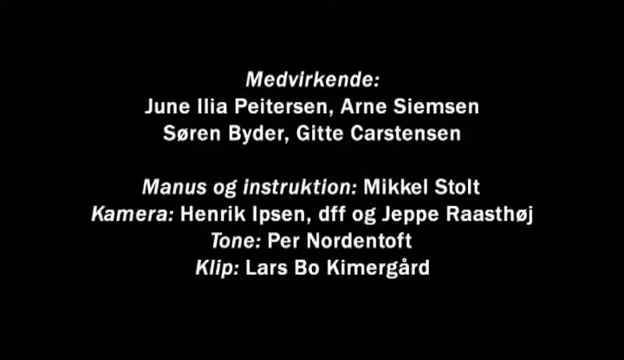 Medvirkende:
June Ilia Peitersen, Arne Siemsen
Søren Byder, Gitte Carstensen
Manus og instruktion: Mikkel Stolt
Kamera: Henrik Ipsen, dff og Jeppe Raasthøj
Tone: Per Nordentoft
Klip: Lars Bo Kimergård